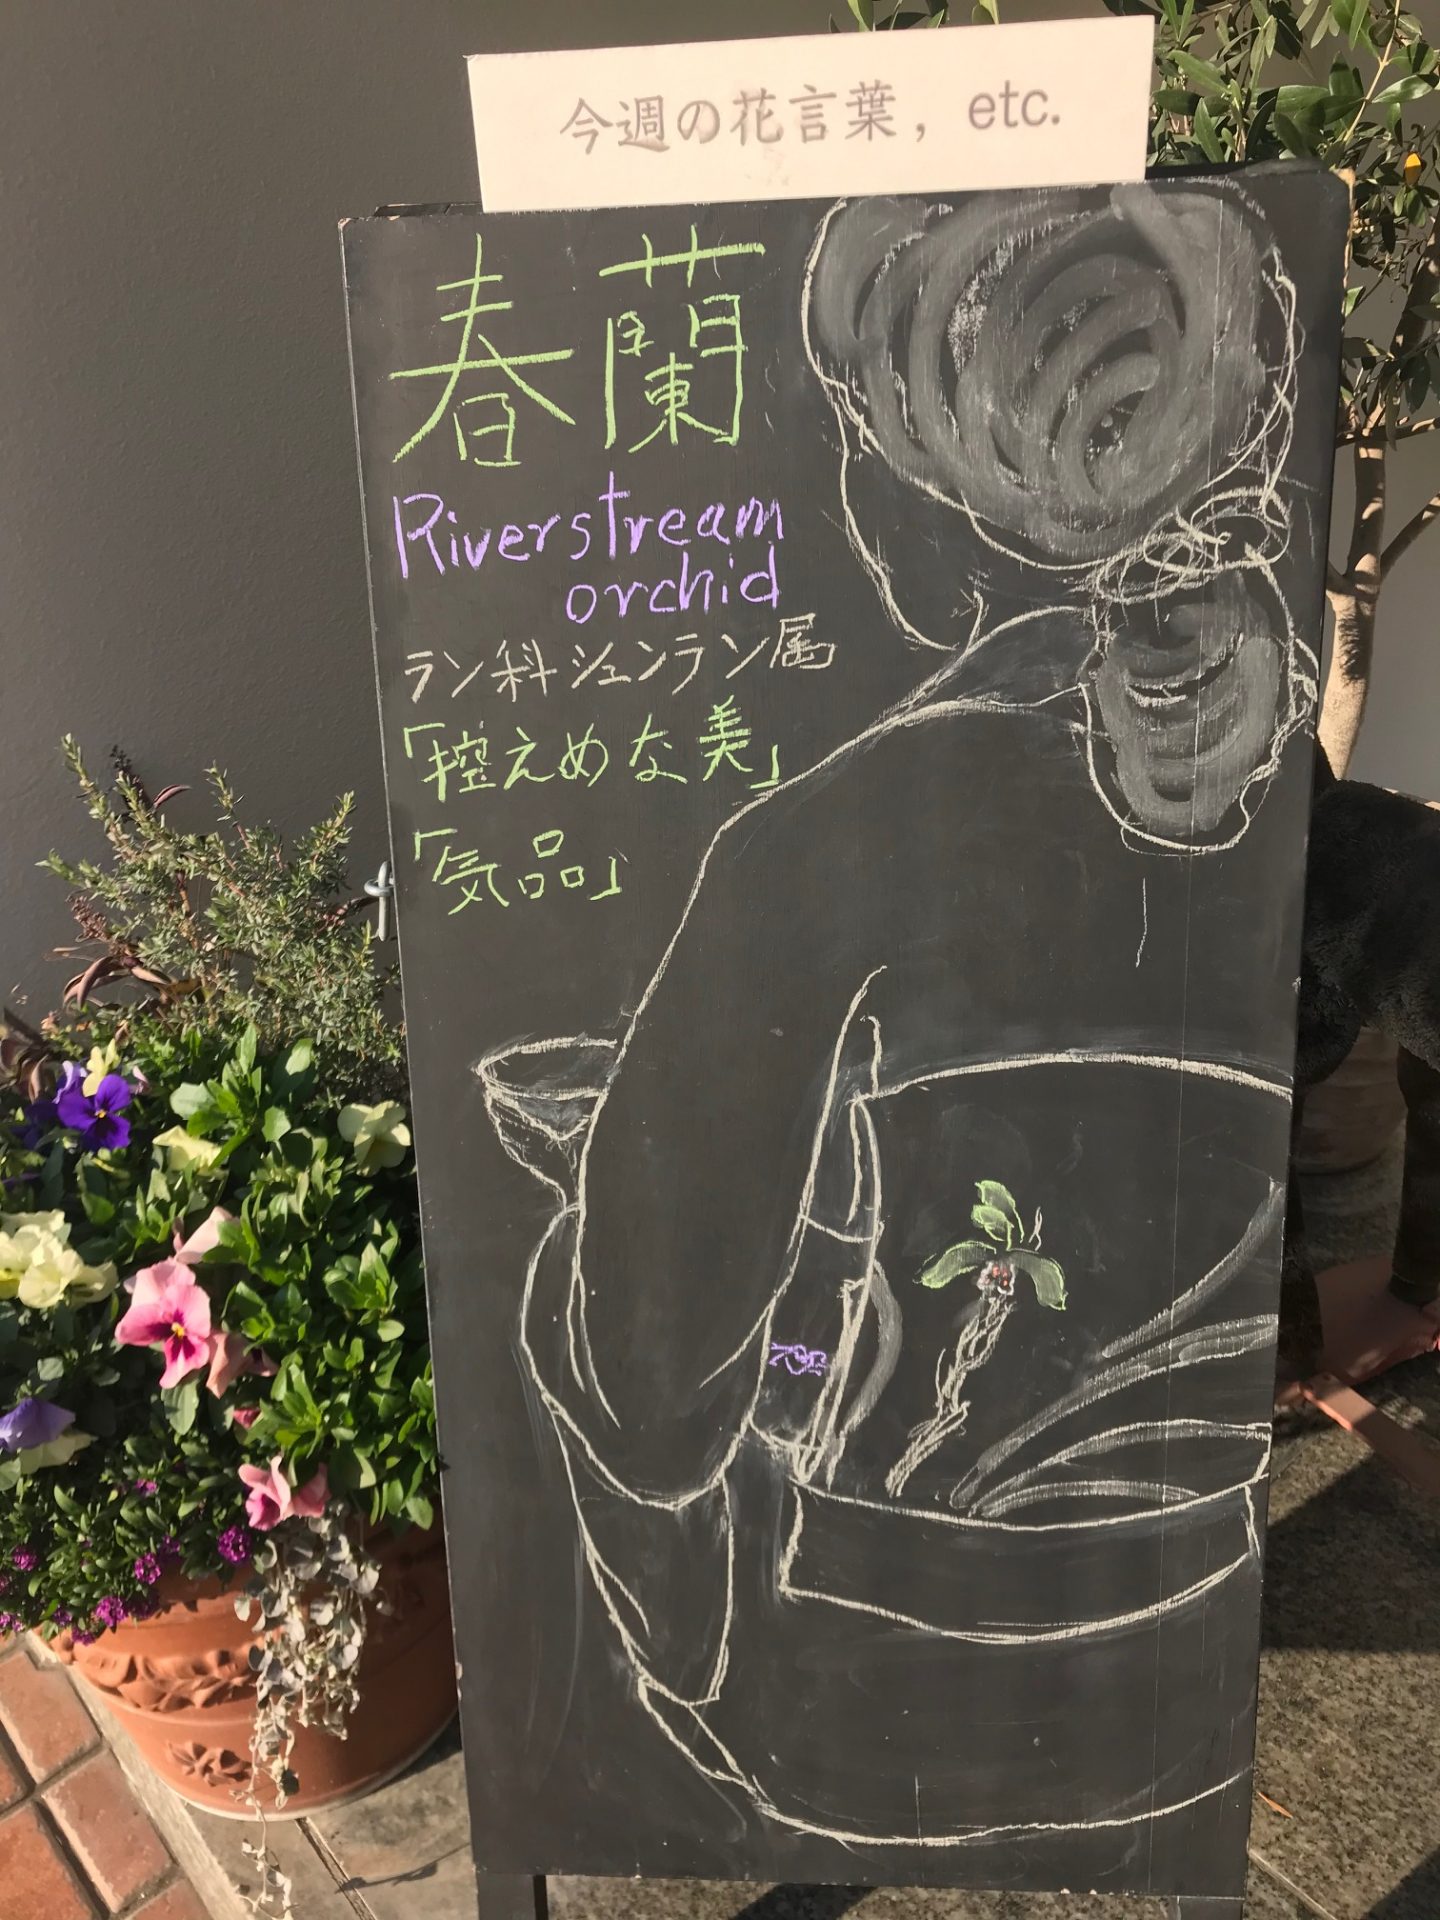 今週の花言葉, etc.
春蘭
Riverstream
orchid
ラン科シュンラン属
「控えめな美」
「気品」